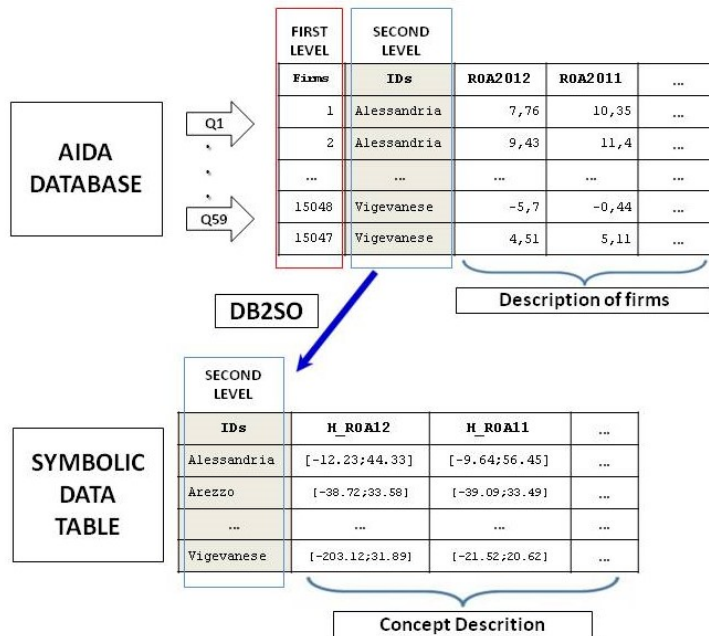 FIRST LEVEL SECOND LEVEL
Firms IDs ROA2012 ROA2011 ...
1 Alessandria 7,76 10,35 ...
2 Alessandria 9,43 11,4 ...
... ... ... ... ...
15048 Vigevanese -5,7 -0,44 ...
15047 Vigevanese 4,51 5,11 ...
AIDA
DATABASE
Q1
Q59
Description of firms
DB2SO
SECOND
LEVEL
IDs H_ROA12 H_ROA11 ...
Alessandria [-12.23;44.33] [-9.64;56.45] ...
Arezzo [-38.72;33.58] [-39.09;33.49] ...
... ... ... ...
Vigevanese [-203.12;31.89] [-21.52;20.62] ...
SYMBOLIC
DATA
TABLE
Concept Descrition